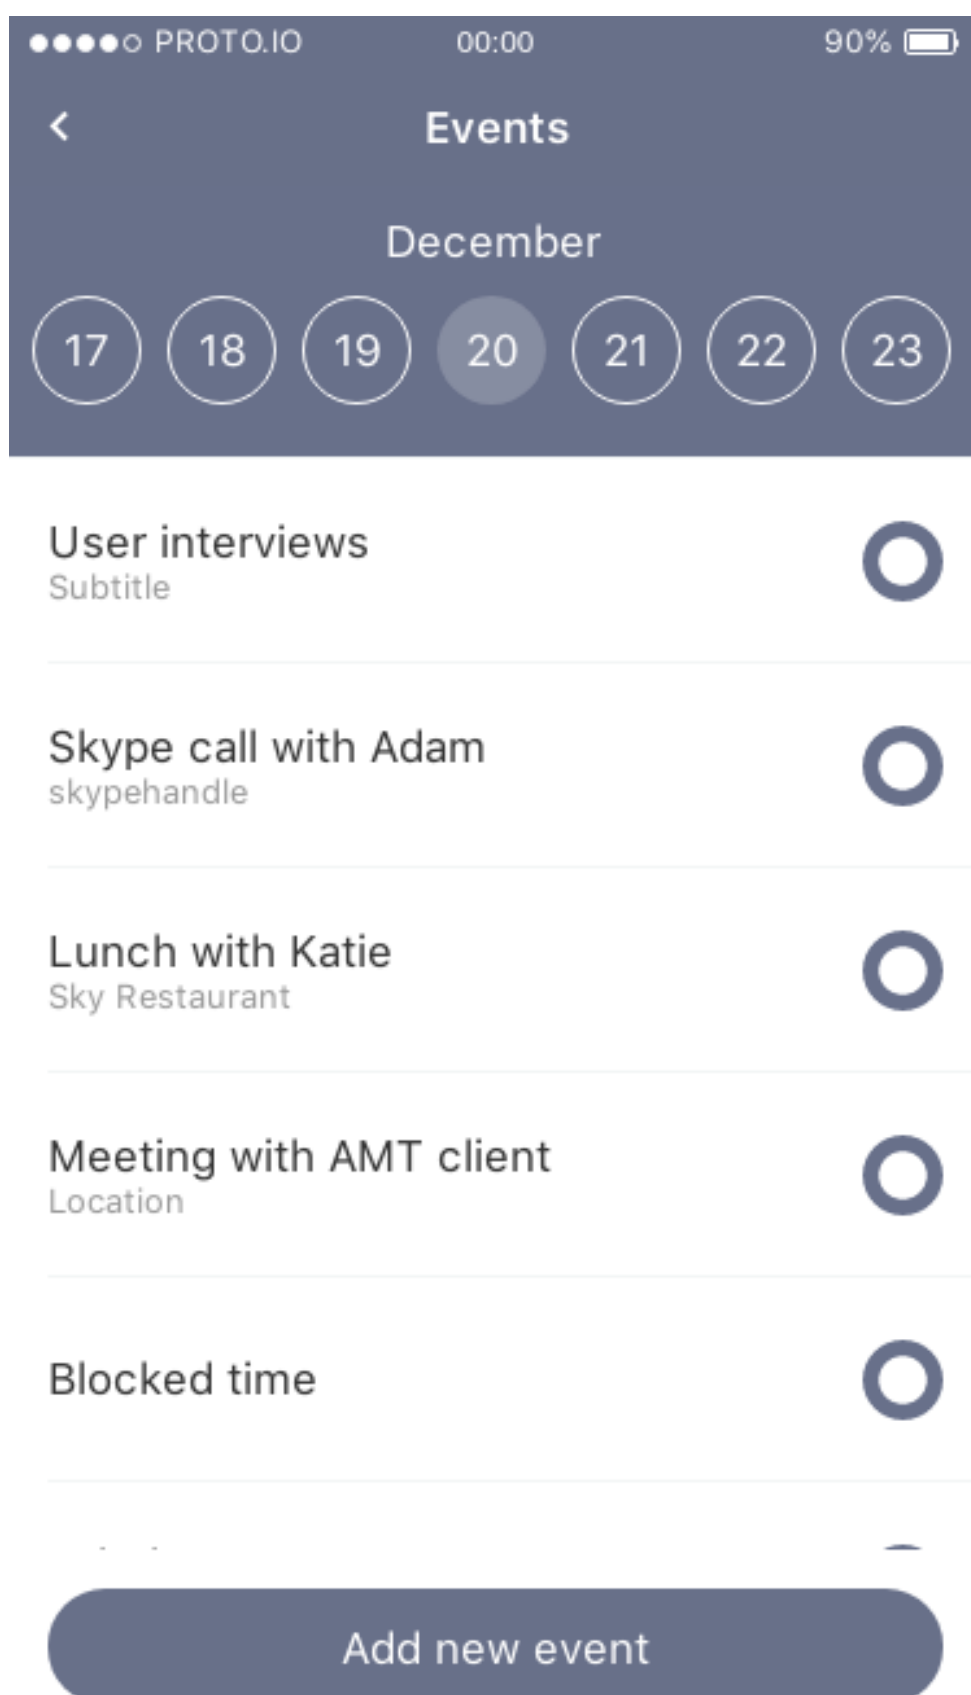 PROTO.IO 00:00 90%
Events
December
17 18 19 20 21 22 23
User interviews
Subtitle
Skype call with Adam
skypehandle
Lunch with Katie
Sky Restaurant
Meeting with AMT client
Location
Blocked time
Add new event